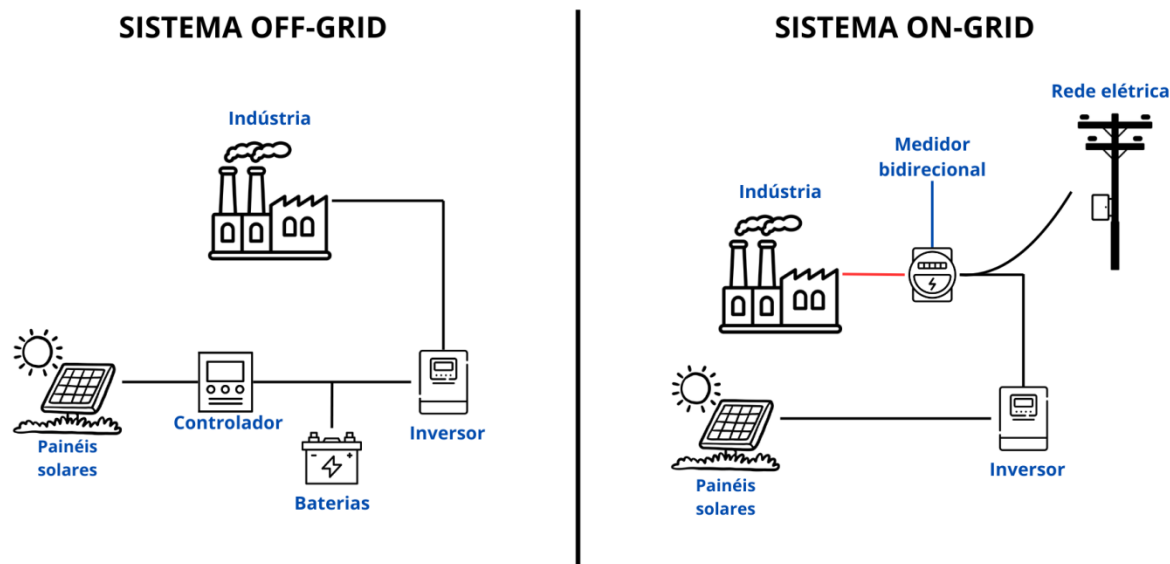 SISTEMA OFF-GRID
Indústria
Controlador
Painéis
solares
Baterias
Inversor
SISTEMA ON-GRID
Rede elétrica
Medidor
bidirecional
Indústria
Painéis
solares
Inversor